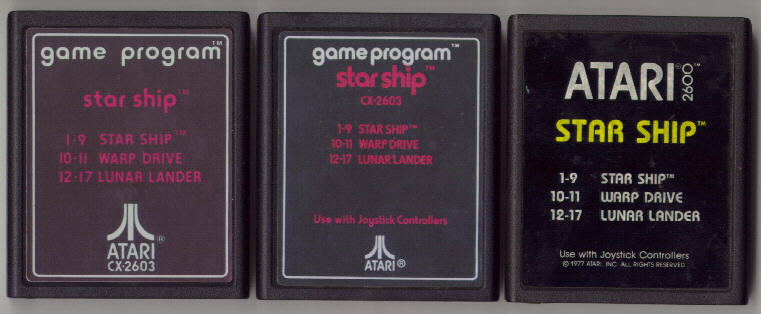 game program™
star ship™
1-9 STAR SHIP™
10-11 WARP DRIVE
12-17 LUNAR LANDER
ATARI®
CX-2603
game program™
star ship™
CX-2603
1-9 STAR SHIP™
10-11 WARP DRIVE
12-17 LUNAR LANDER
Use with Joystick Controllers
ATARI®
ATARI® 2600™
STAR SHIP™
1-9 STAR SHIP™
10-11 WARP DRIVE
12-17 LUNAR LANDER
Use with Joystick Controllers
© 1977 ATARI, INC. ALL RIGHTS RESERVED